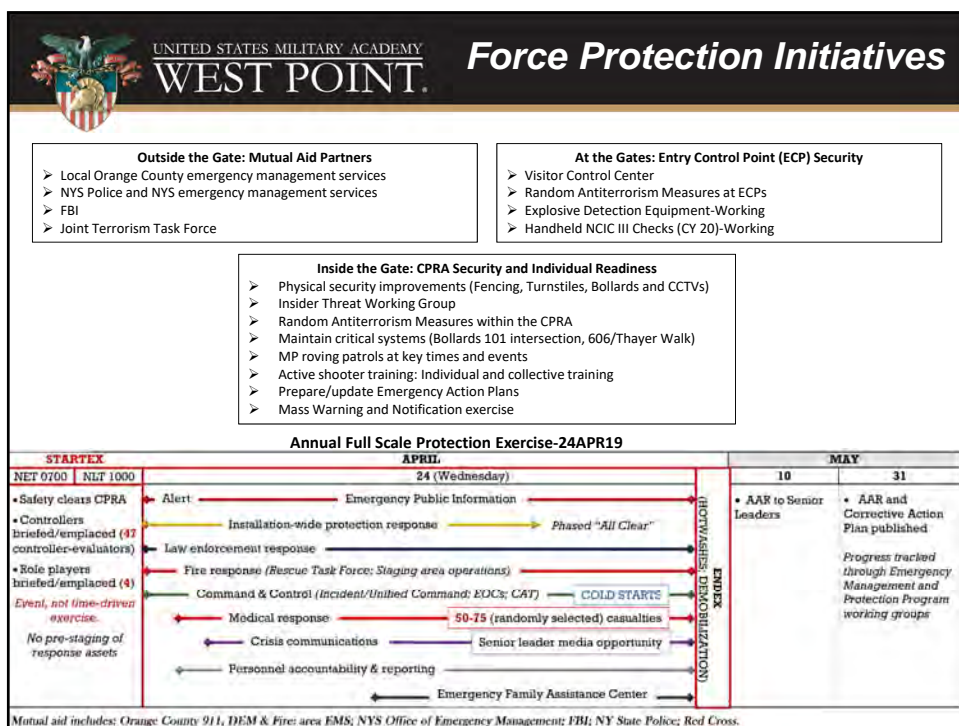 UNITED STATES MILITARY ACADEMY
WEST POINT.
Force Protection Initiatives
Outside the Gate: Mutual Aid Partners
➢ Local Orange County emergency management services
➢ NYS Police and NYS emergency management services
➢ FBI
➢ Joint Terrorism Task Force
At the Gates: Entry Control Point (ECP) Security
➢ Visitor Control Center
➢ Random Antiterrorism Measures at ECPs
➢ Explosive Detection Equipment-Working
➢ Handheld NCIC III Checks (CY 20)-Working
Inside the Gate: CPRA Security and Individual Readiness
➢ Physical security improvements (Fencing, Turnstiles, Bollards and CCTVs)
➢ Insider Threat Working Group
➢ Random Antiterrorism Measures within the CPRA
➢ Maintain critical systems (Bollards 101 intersection, 606/Thayer Walk)
➢ MP roving patrols at key times and events
➢ Active shooter training: Individual and collective training
➢ Prepare/update Emergency Action Plans
➢ Mass Warning and Notification exercise
Annual Full Scale Protection Exercise-24APR19
STARTEX
NET 0700 NLT 1000
• Safety clears CPRA
• Controllers
briefed/emplaced (47
controller-evaluators)
• Role players
briefed/emplaced (4)
Event, not time-driven
exercise.
No pre-staging of
response assets
APRIL
24 (Wednesday)
Alert Emergency Public Information
Installation-wide protection response Phased "All Clear"
Law enforcement response
Fire response (Rescue Task Force; Staging area operations)
Command & Control (Incident/Unified Command; EOCs; CAT) COLD STARTS
Medical response 50-75 (randomly selected) casualties
Crisis communications Senior leader media opportunity
Personnel accountability & reporting
Emergency Family Assistance Center
(HOTWASHES; DEMOBILIZATION)
ENDEX
MAY
10 31
• AAR to Senior
Leaders
• AAR and
Corrective Action
Plan published
Progress tracked
through Emergency
Management and
Protection Program
working groups
Mutual aid includes: Orange County 911, DEM & Fire; area EMS; NYS Office of Emergency Management; FBI; NY State Police; Red Cross.